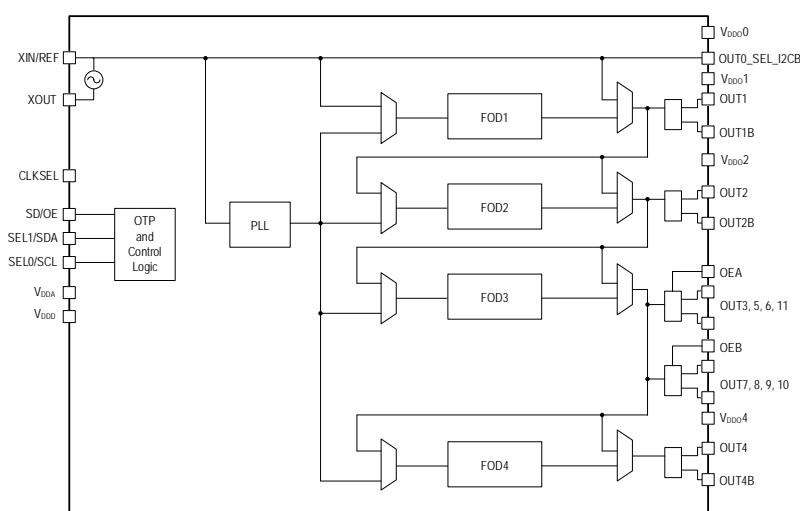 XIN/REF
XOUT
CLKSEL
SD/OE
SEL1/SDA
SEL0/SCL
VDDA
VDDD
OTP
and
Control
Logic
PLL
FOD1
FOD2
FOD3
FOD4
VDDO0
OUT0_SEL_I2CB
VDDO1
OUT1
OUT1B
VDDO2
OUT2
OUT2B
OEA
OUT3, 5, 6, 11
OEB
OUT7, 8, 9, 10
VDDO4
OUT4
OUT4B